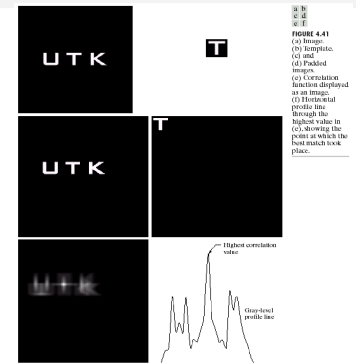 a b
c d
e f
FIGURE 4.41
(a) Image.
(b) Template.
(c) and
(d) Padded
images.
(e) Correlation
function displayed
as an image.
(f) Horizontal
profile line
through the
highest value in
(e), showing the
point at which the
best match took
place.
UTK
T
UTK
T
UTK
Highest correlation
value
Gray-level
profile line